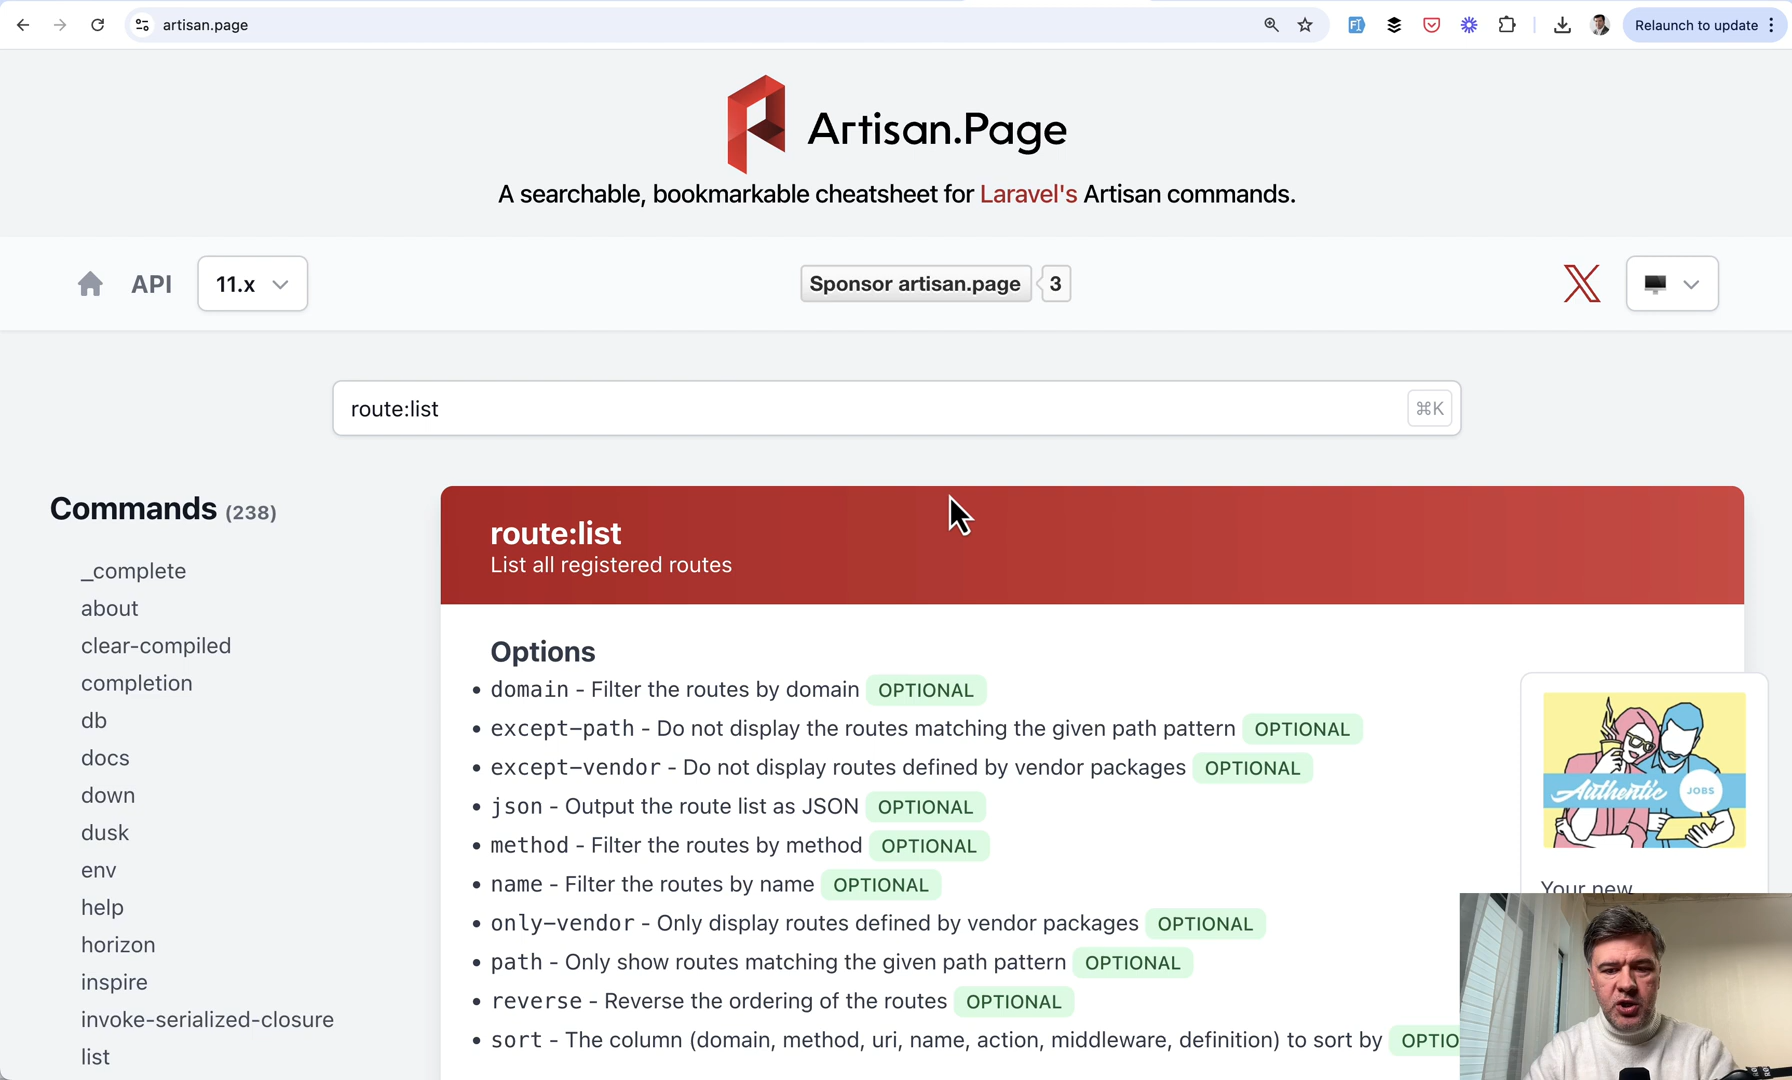 artisan.page
Relaunch to update
Artisan.Page
A searchable, bookmarkable cheatsheet for Laravel's Artisan commands.
API
11.x
Sponsor artisan.page
3
route:list
⌘K
Commands (238)
_complete
about
clear-compiled
completion
db
docs
down
dusk
env
help
horizon
inspire
invoke-serialized-closure
list
route:list
List all registered routes
Options
• domain - Filter the routes by domain OPTIONAL
• except-path - Do not display the routes matching the given path pattern OPTIONAL
• except-vendor - Do not display routes defined by vendor packages OPTIONAL
• json - Output the route list as JSON OPTIONAL
• method - Filter the routes by method OPTIONAL
• name - Filter the routes by name OPTIONAL
• only-vendor - Only display routes defined by vendor packages OPTIONAL
• path - Only show routes matching the given path pattern OPTIONAL
• reverse - Reverse the ordering of the routes OPTIONAL
• sort - The column (domain, method, uri, name, action, middleware, definition) to sort by OPTIO
Authentic JOBS
Your new